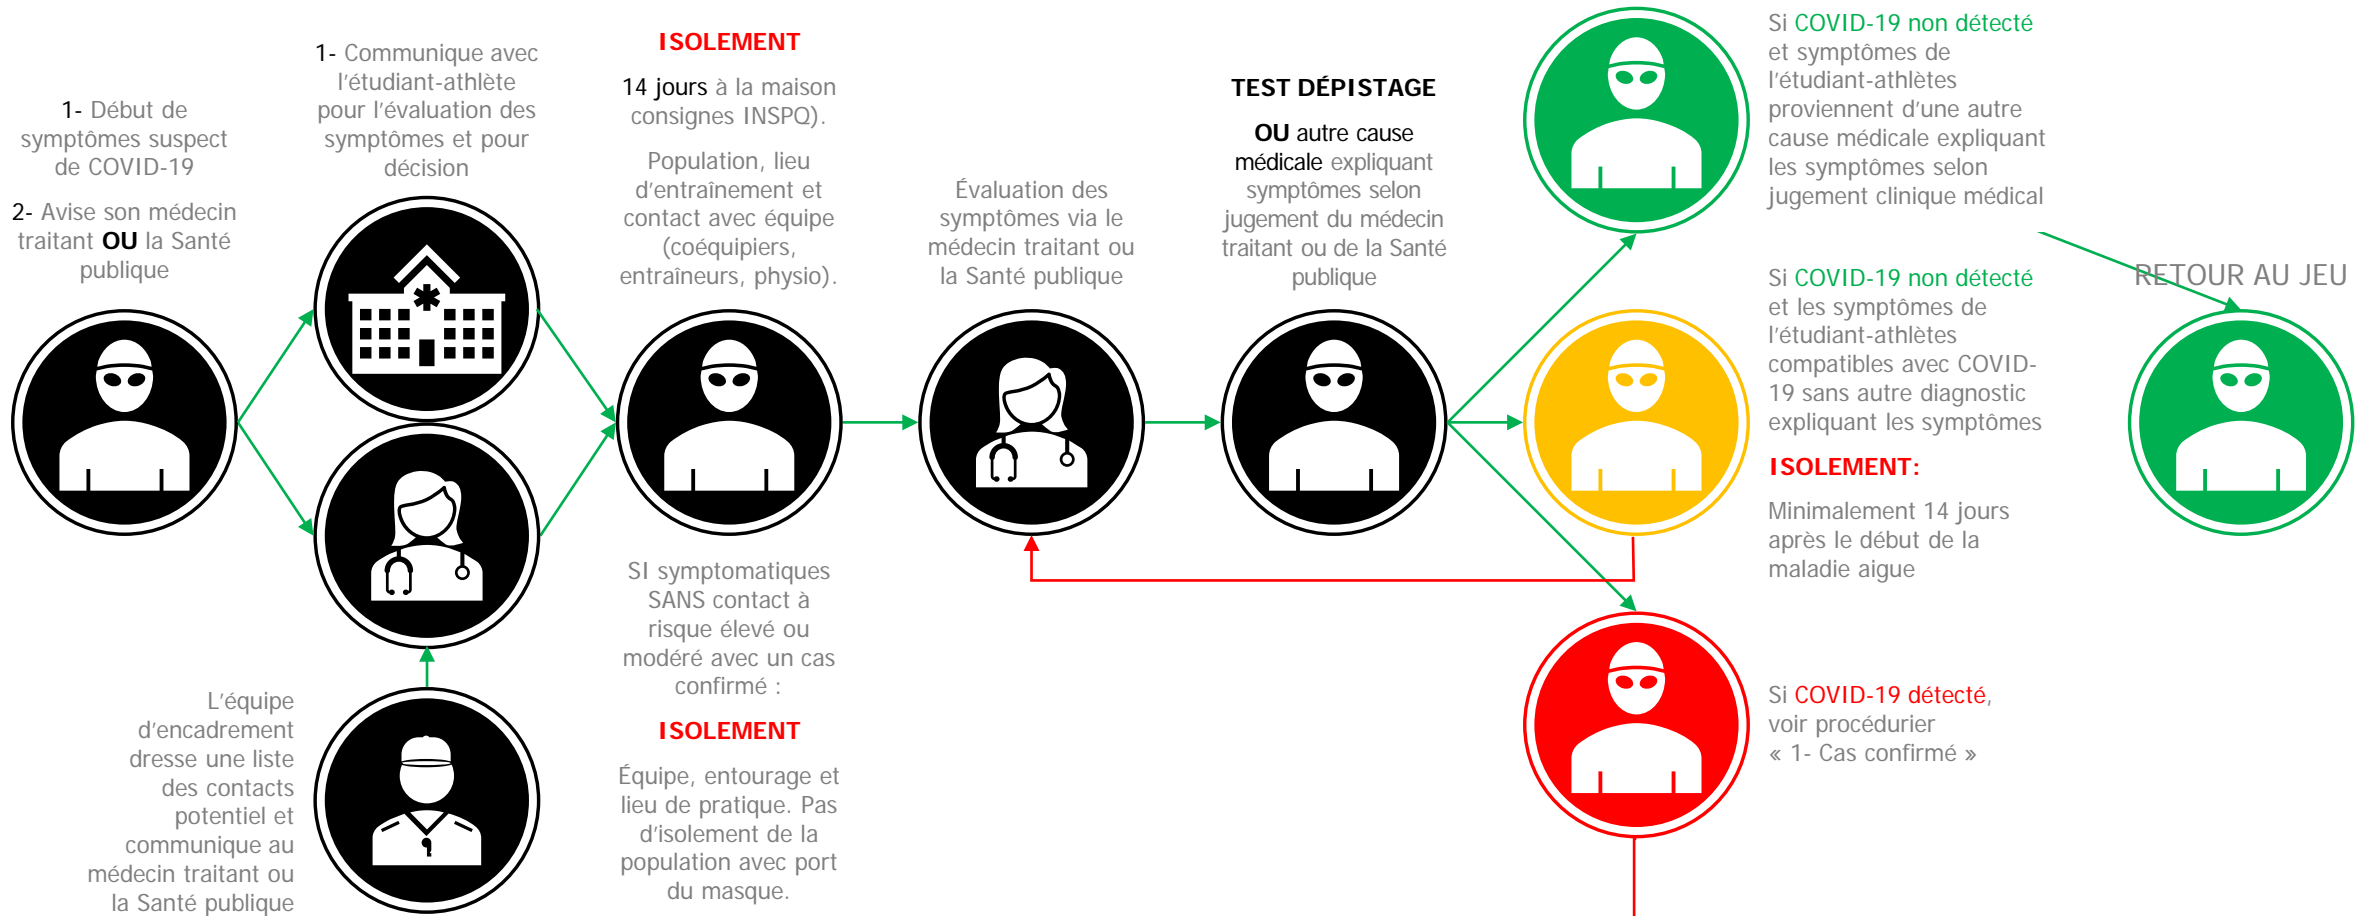 1- Début de
symptômes suspect
de COVID-19
2- Avise son médecin
traitant OU la Santé
publique
1- Communique avec
l'étudiant-athlète
pour l'évaluation des
symptômes et pour
décision
L'équipe
d'encadrement
dresse une liste
des contacts
potentiel et
communique au
médecin traitant ou
la Santé publique
ISOLEMENT
14 jours à la maison
consignes INSPQ).
Population, lieu
d'entraînement et
contact avec équipe
(coéquipiers,
entraîneurs, physio).
SI symptomatiques
SANS contact à
risque élevé ou
modéré avec un cas
confirmé :
ISOLEMENT
Équipe, entourage et
lieu de pratique. Pas
d'isolement de la
population avec port
du masque.
Évaluation des
symptômes via le
médecin traitant ou
la Santé publique
TEST DÉPISTAGE
OU autre cause
médicale expliquant
symptômes selon
jugement du médecin
traitant ou de la Santé
publique
Si COVID-19 non détecté
et symptômes de
l'étudiant-athlètes
proviennent d'une autre
cause médicale expliquant
les symptômes selon
jugement clinique médical
Si COVID-19 non détecté
et les symptômes de
l'étudiant-athlètes
compatibles avec COVID-
19 sans autre diagnostic
expliquant les symptômes
ISOLEMENT:
Minimalement 14 jours
après le début de la
maladie aigue
Si COVID-19 détecté,
voir procédurier
« 1- Cas confirmé »
RETOUR AU JEU